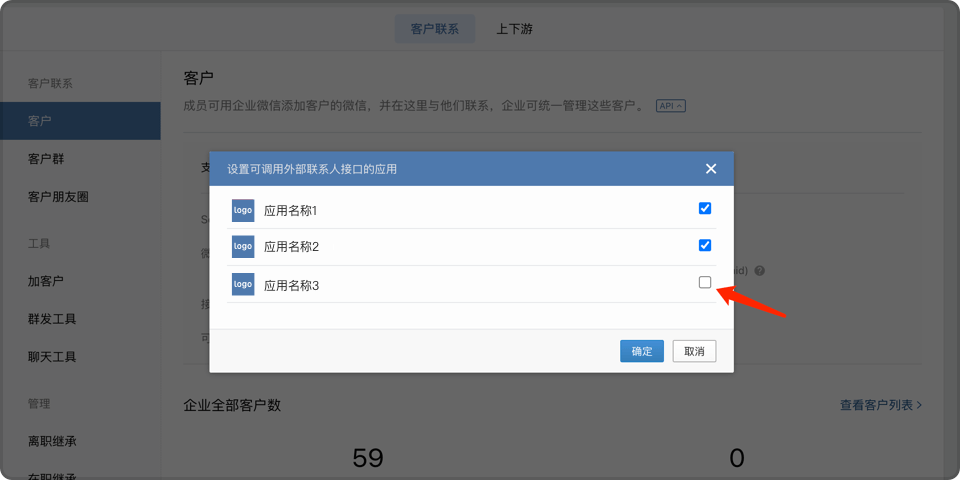 客户联系
上下游
客户联系
客户
客户群
客户朋友圈
工具
加客户
群发工具
聊天工具
管理
离职继承
在职继承
客户
成员可用企业微信添加客户的微信，并在这里与他们联系，企业可统一管理这些客户。
API
设置可调用外部联系人接口的应用
logo 应用名称1
logo 应用名称2
logo 应用名称3
确定
取消
企业全部客户数
查看客户列表
59
0